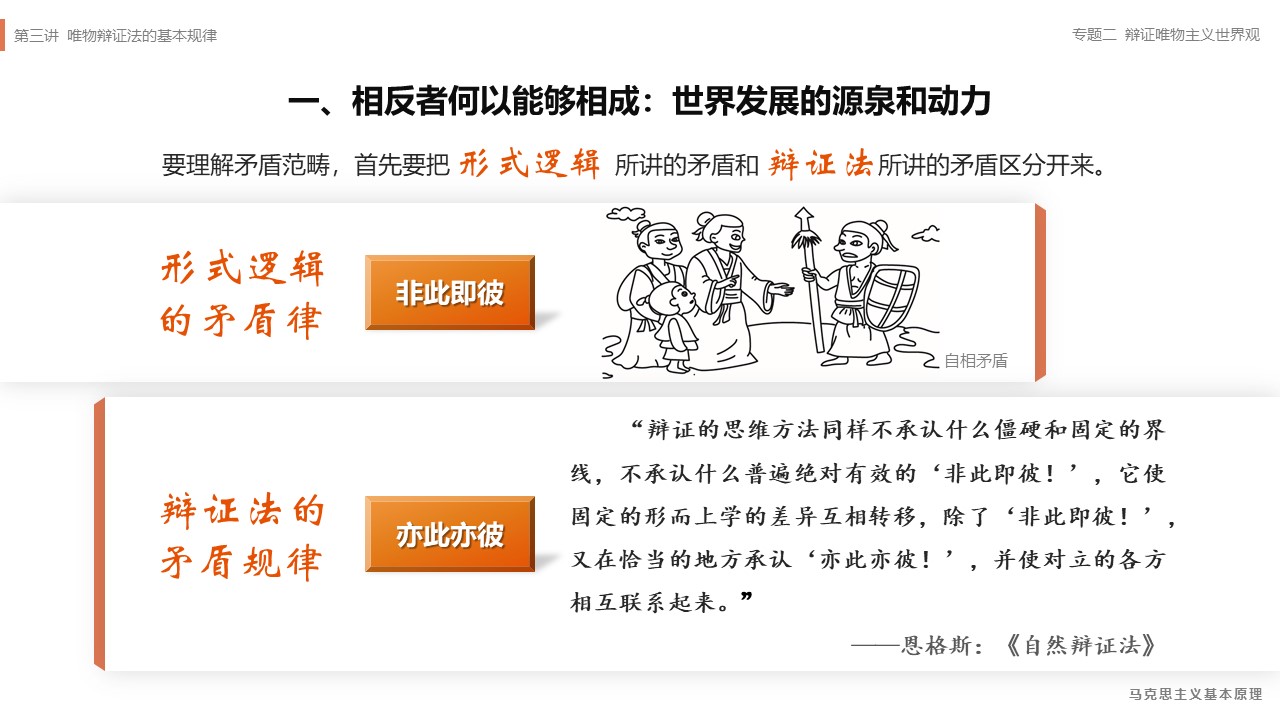 第三讲 唯物辩证法的基本规律
专题二 辩证唯物主义世界观
一、相反者何以能够相成：世界发展的源泉和动力
要理解矛盾范畴，首先要把 形式逻辑 所讲的矛盾和 辩证法所讲的矛盾区分开来。
形式逻辑
的矛盾律
非此即彼
自相矛盾
辩证法的
矛盾规律
亦此亦彼
“辩证的思维方法同样不承认什么僵硬和固定的界
线，不承认什么普遍绝对有效的‘非此即彼！’，它使
固定的形而上学的差异互相转移，除了‘非此即彼！’，
又在恰当的地方承认‘亦此亦彼！’，并使对立的各方
相互联系起来。”
——恩格斯：《自然辩证法》
马克思主义基本原理